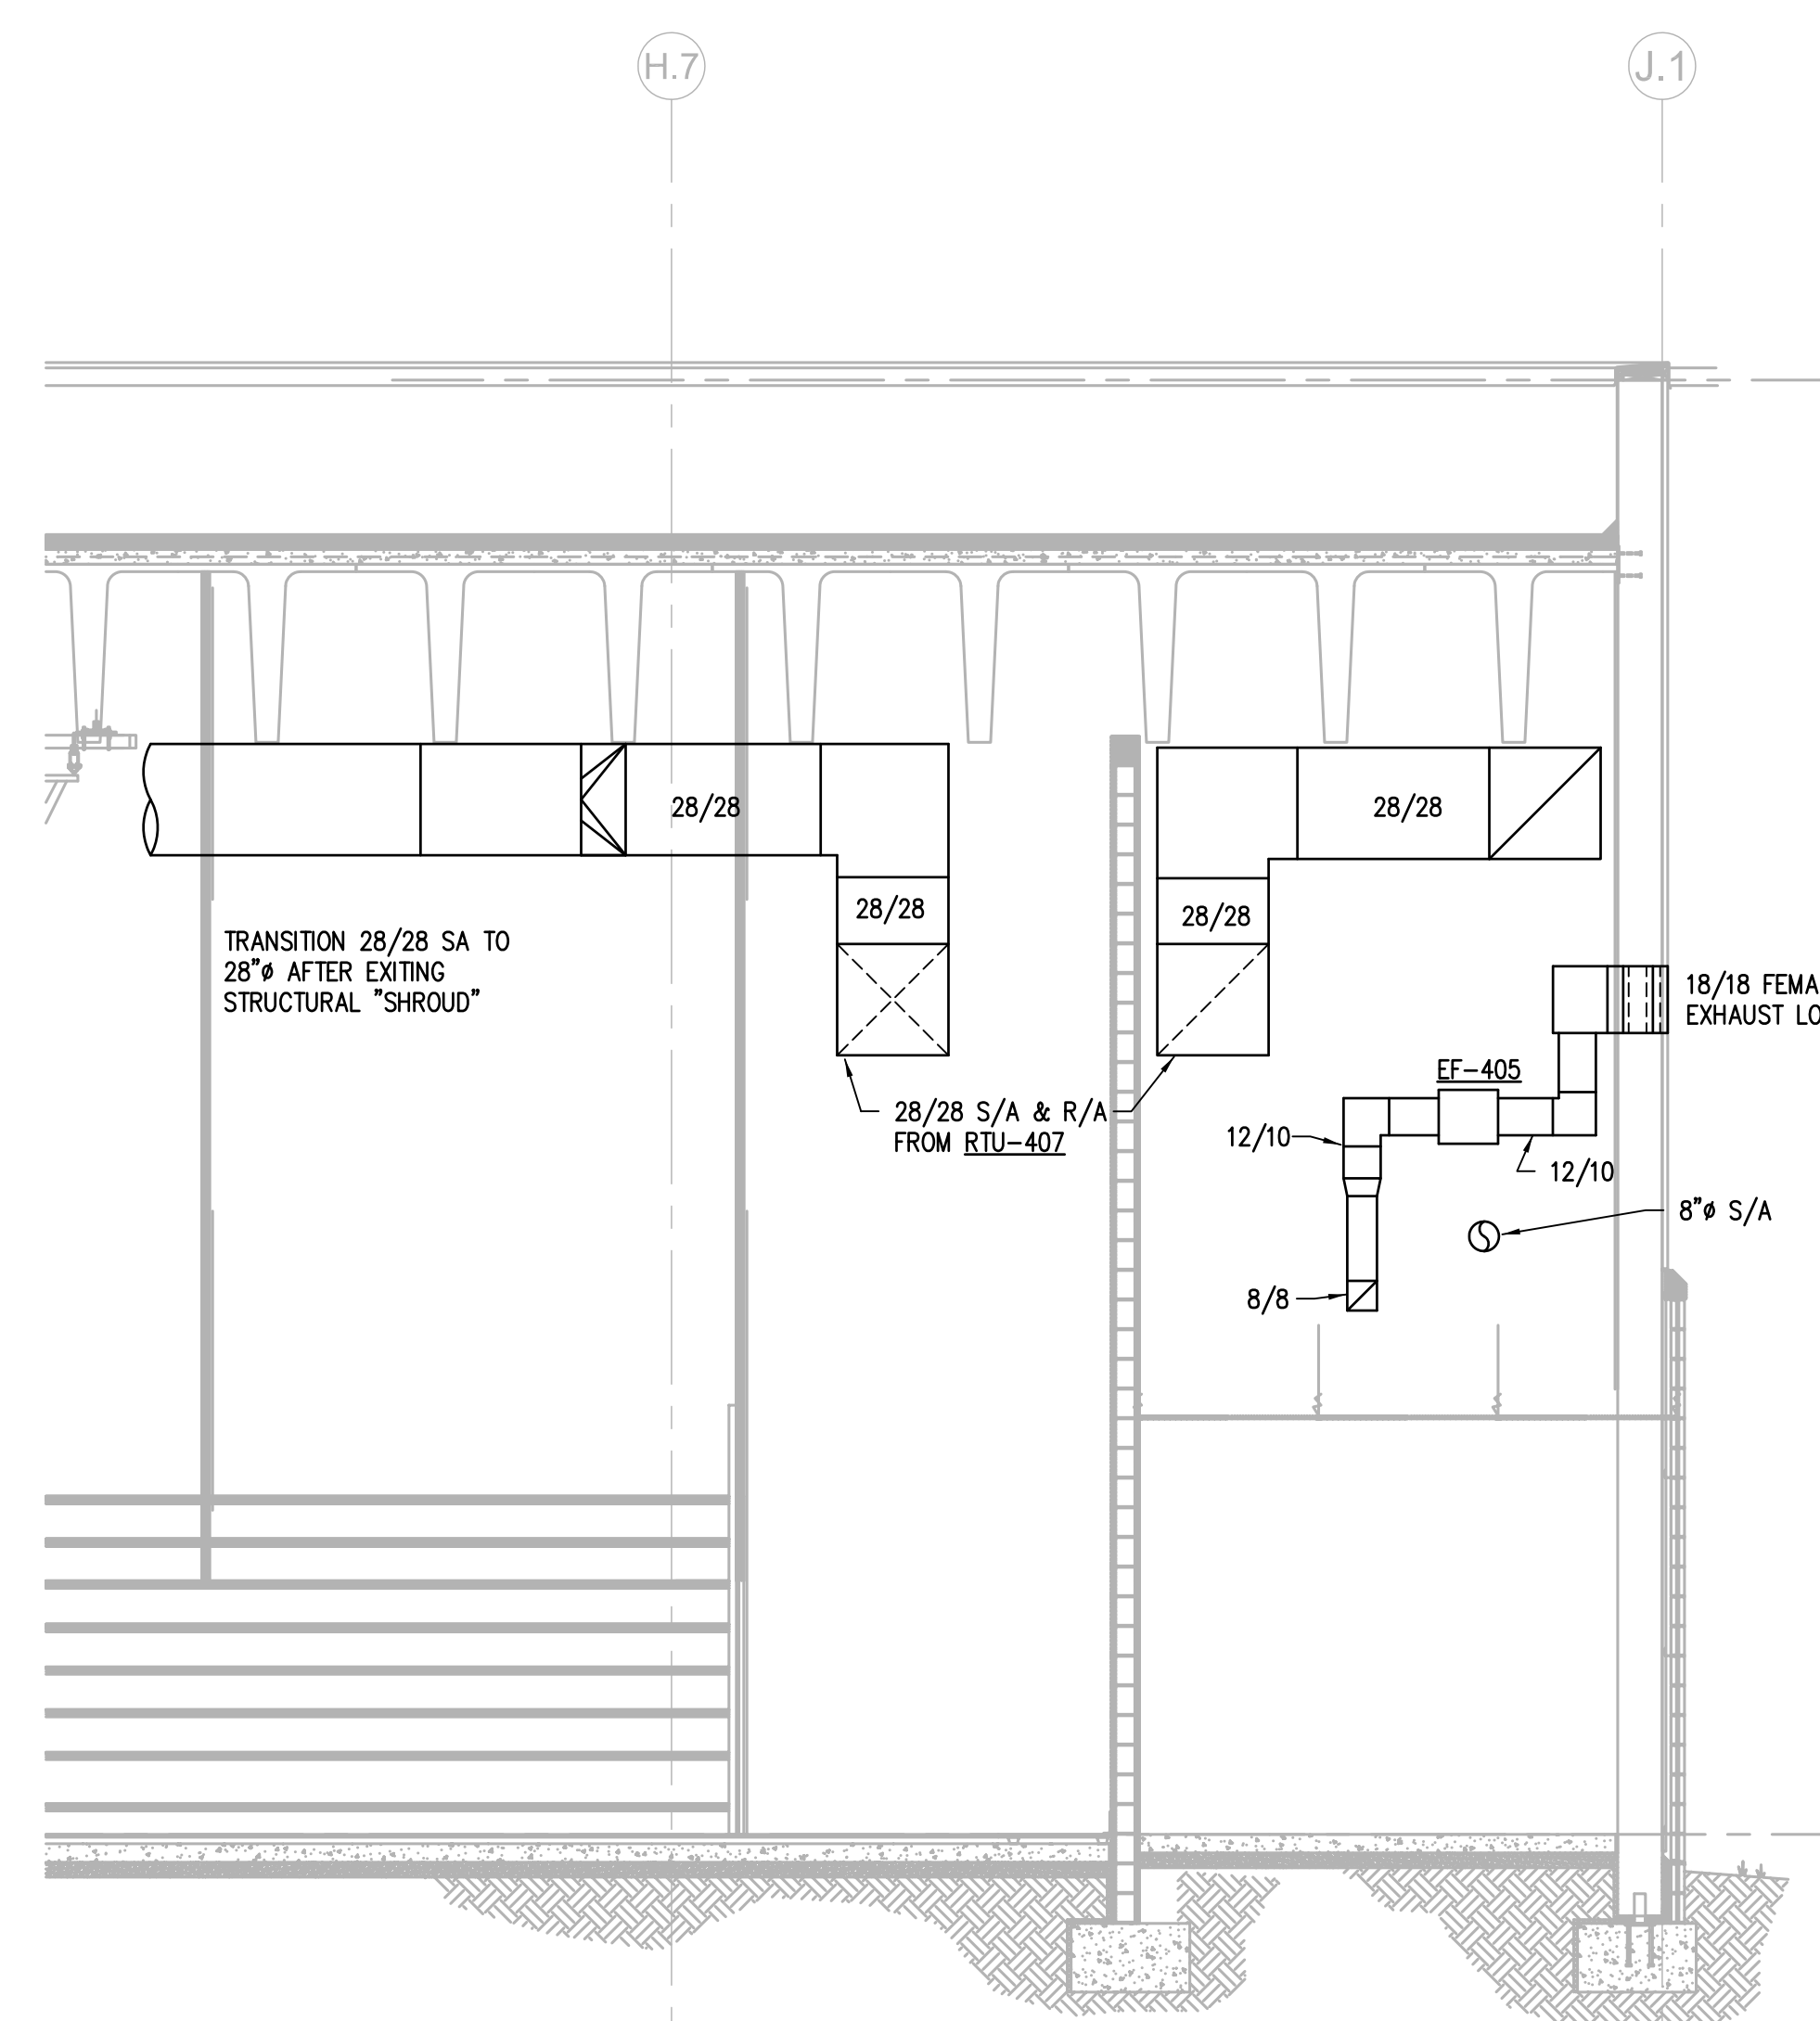 H.7
J.1
28/28
28/28
28/28
28/28
TRANSITION 28/28 SA TO
28"ø AFTER EXITING
STRUCTURAL "SHROUD"
18/18 FEMA
EXHAUST LO
EF-405
28/28 S/A & R/A
FROM RTU-407
12/10
12/10
8"ø S/A
8/8